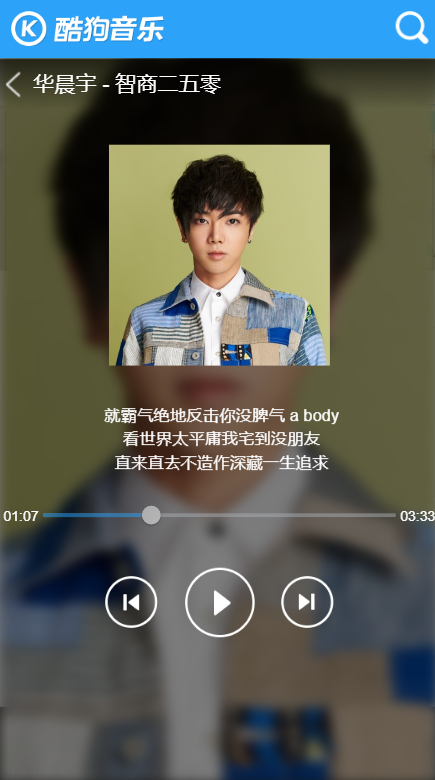 K 酷狗音乐
华晨宇 - 智商二五零
就霸气绝地反击你没脾气 a body
看世界太平庸我宅到没朋友
直来直去不造作深藏一生追求
01:07 03:33